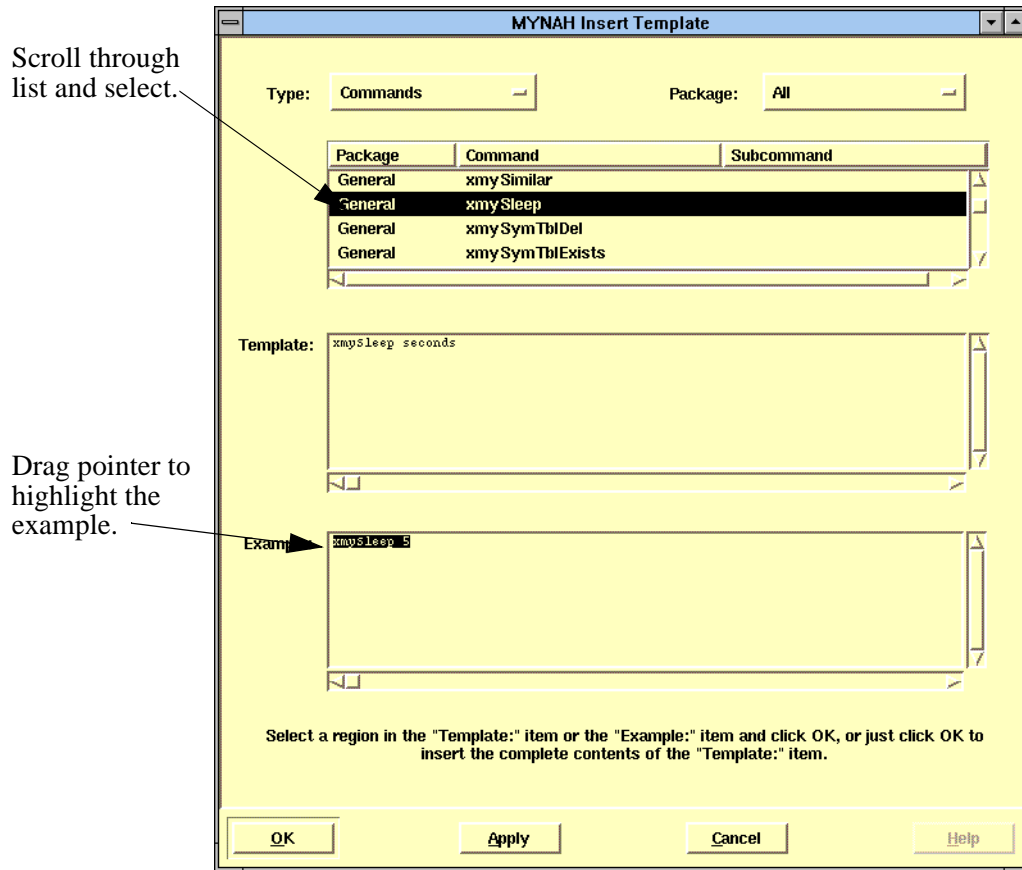 MYNAH Insert Template
Scroll through
list and select.
Type: Commands Package: All
Package Command Subcommand
General xmySimilar
General xmySleep
General xmySymTblDel
General xmySymTblExists
Template: xmySleep seconds
Drag pointer to
highlight the
example.
Example: xmySleep 5
Select a region in the "Template:" item or the "Example:" item and click OK, or just click OK to
insert the complete contents of the "Template:" item.
OK Apply Cancel Help